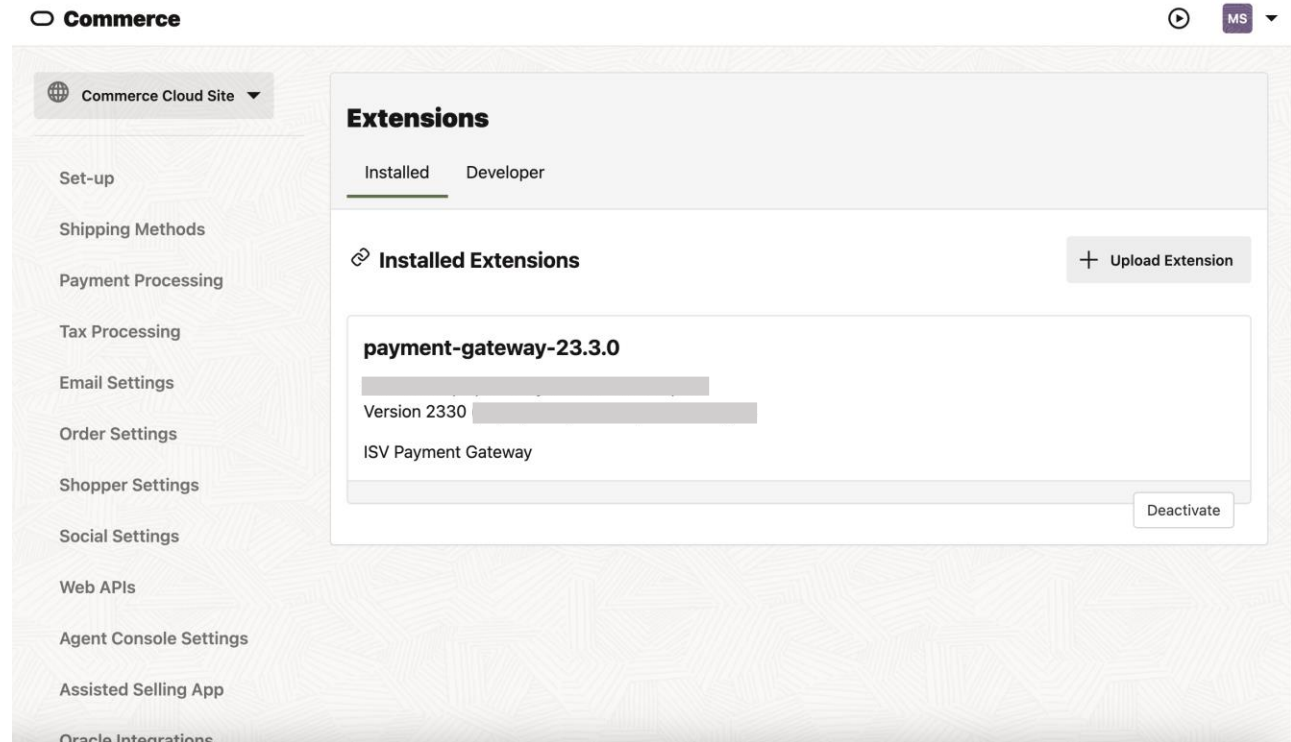 Commerce
MS
Commerce Cloud Site
Set-up
Shipping Methods
Payment Processing
Tax Processing
Email Settings
Order Settings
Shopper Settings
Social Settings
Web APIs
Agent Console Settings
Assisted Selling App
Oracle Integrations
Extensions
Installed Developer
Installed Extensions
Upload Extension
payment-gateway-23.3.0
Version 2330
ISV Payment Gateway
Deactivate